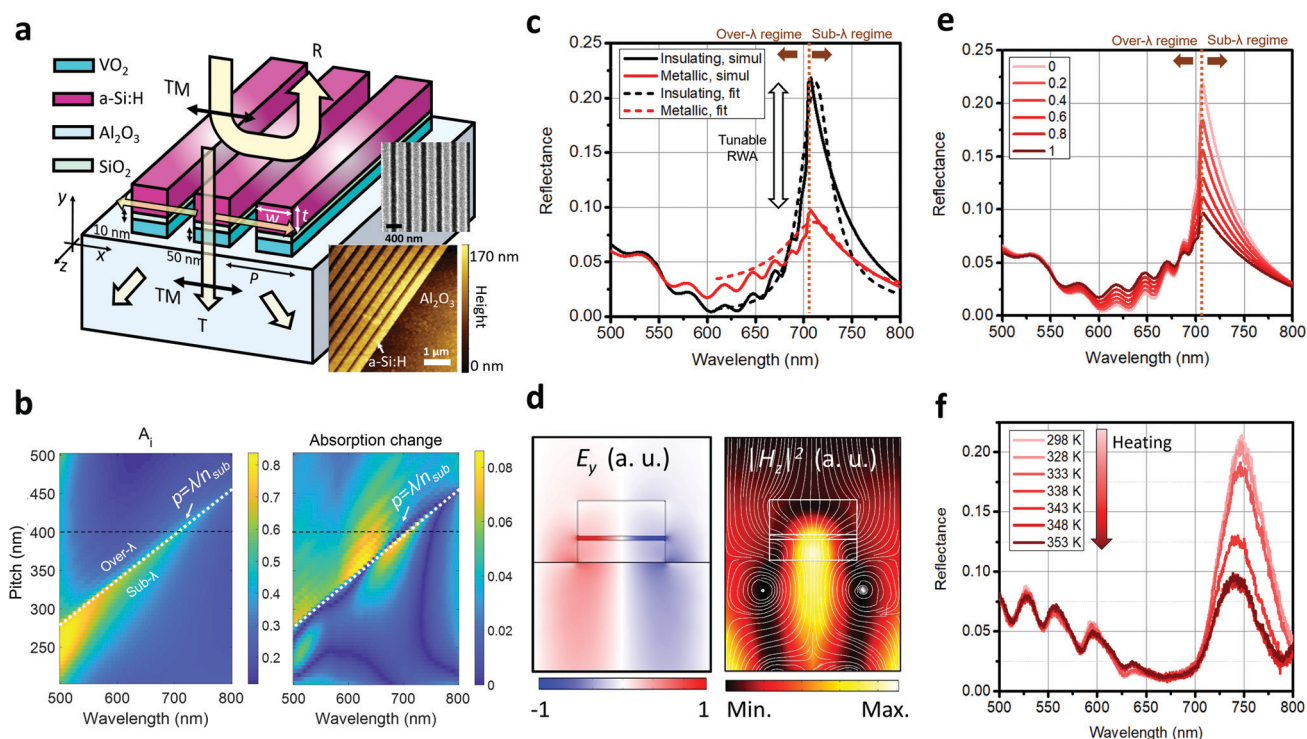 a
VO2
a-Si:H
Al2O3
SiO2
TM
R
y
x
z
10 nm
50 nm
w
t
P
TM
T
400 nm
170 nm
Height
0 nm
Al2O3
a-Si:H
1 μm
b
Ai
Absorption change
p=λ/nsub
p=λ/nsub
Over-λ
Sub-λ
Pitch (nm)
500
450
400
350
300
250
500 600 700 800
Wavelength (nm)
0.8
0.7
0.6
0.5
0.4
0.3
0.2
500 600 700 800
Wavelength (nm)
0.08
0.06
0.04
0.02
0
c
Over-λ regime
Sub-λ regime
Insulating, simul
Metallic, simul
Insulating, fit
Metallic, fit
Tunable
RWA
Reflectance
0.25
0.20
0.15
0.10
0.05
0.00
500 550 600 650 700 750 800
Wavelength (nm)
d
Ey (a. u.)
|Hz|2 (a. u.)
-1
1
Min.
Max.
e
Over-λ regime
Sub-λ regime
0
0.2
0.4
0.6
0.8
1
Reflectance
0.25
0.20
0.15
0.10
0.05
0.00
500 550 600 650 700 750 800
Wavelength (nm)
f
298 K
328 K
333 K
338 K
343 K
348 K
353 K
Heating
Reflectance
0.20
0.15
0.10
0.05
0.00
500 550 600 650 700 750 800
Wavelength (nm)